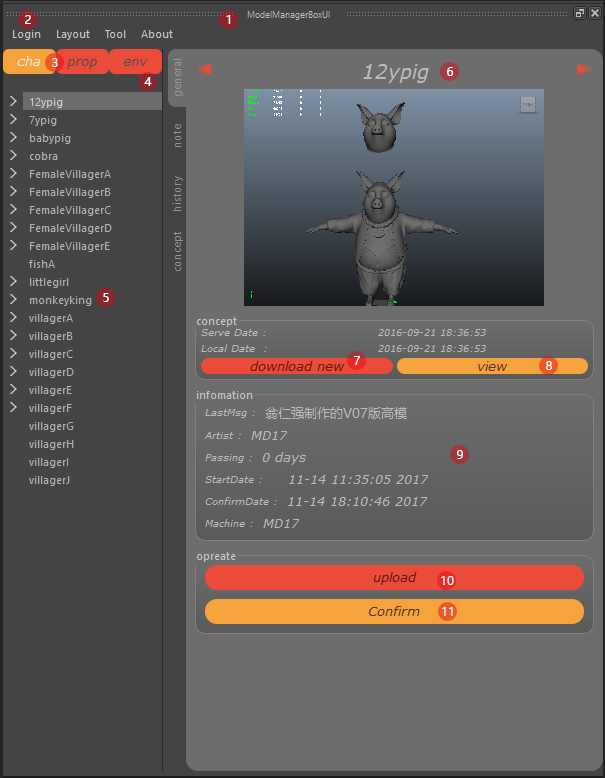 1 ModelManagerBoxUI
2
Login Layout Tool About
cha 3 prop env
4
12ypig
7ypig
babypig
cobra
FemaleVillagerA
FemaleVillagerB
FemaleVillagerC
FemaleVillagerD
FemaleVillagerE
fishA
littlegirl
monkeyking 5
villagerA
villagerB
villagerC
villagerD
villagerE
villagerF
villagerG
villagerH
villagerI
villagerJ
general
note
history
concept
12ypig 6
concept
Serve Date : 2016-09-21 18:36:53
Local Date : 2016-09-21 18:36:53
download new 7 view 8
infomation
LastMsg : 翁仁强制作的V07版高模
Artist : MD17
Passing : 0 days 9
StartDate : 11-14 11:35:05 2017
ConfirmDate : 11-14 18:10:46 2017
Machine : MD17
opreate
upload 10
Confirm 11